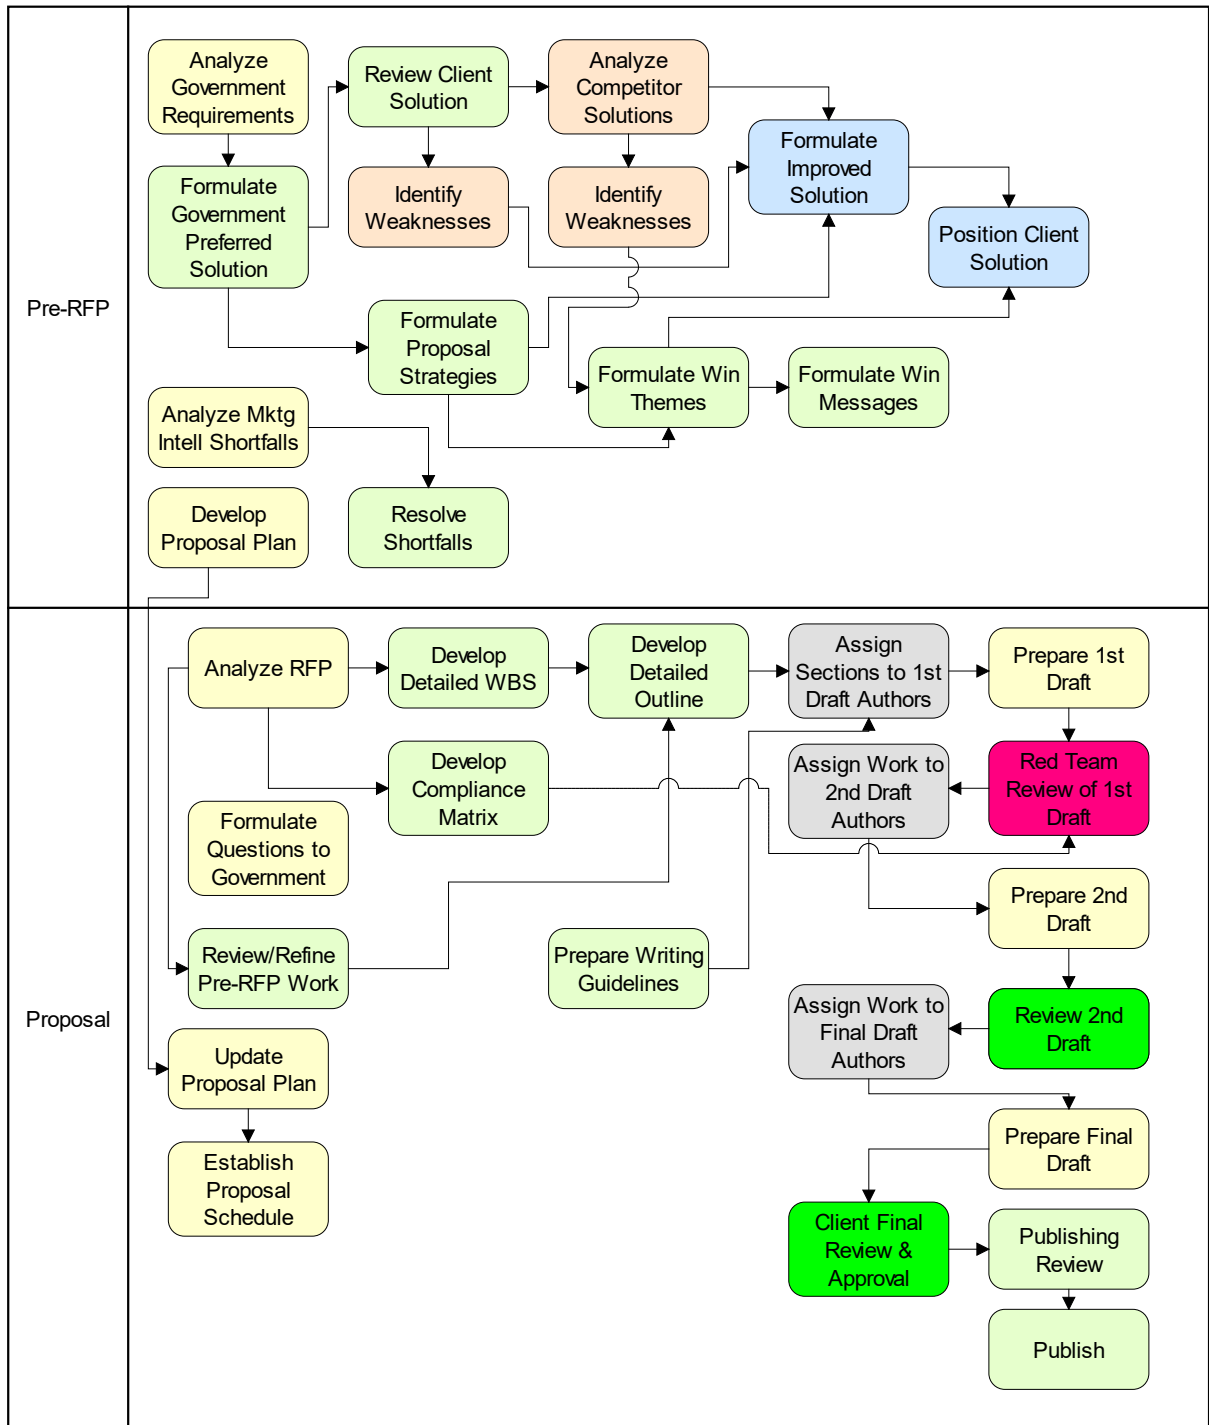 Pre-RFP
Analyze
Government
Requirements
Review Client
Solution
Analyze
Competitor
Solutions
Formulate
Improved
Solution
Formulate
Government
Preferred
Solution
Identify
Weaknesses
Identify
Weaknesses
Position Client
Solution
Formulate
Proposal
Strategies
Formulate Win
Themes
Formulate Win
Messages
Analyze Mktg
Intell Shortfalls
Develop
Proposal Plan
Resolve
Shortfalls
Proposal
Analyze RFP
Develop
Detailed WBS
Develop
Detailed
Outline
Assign
Sections to 1st
Draft Authors
Prepare 1st
Draft
Develop
Compliance
Matrix
Assign Work to
2nd Draft
Authors
Red Team
Review of 1st
Draft
Formulate
Questions to
Government
Prepare 2nd
Draft
Review/Refine
Pre-RFP Work
Prepare Writing
Guidelines
Assign Work to
Final Draft
Authors
Review 2nd
Draft
Update
Proposal Plan
Prepare Final
Draft
Establish
Proposal
Schedule
Client Final
Review &
Approval
Publishing
Review
Publish